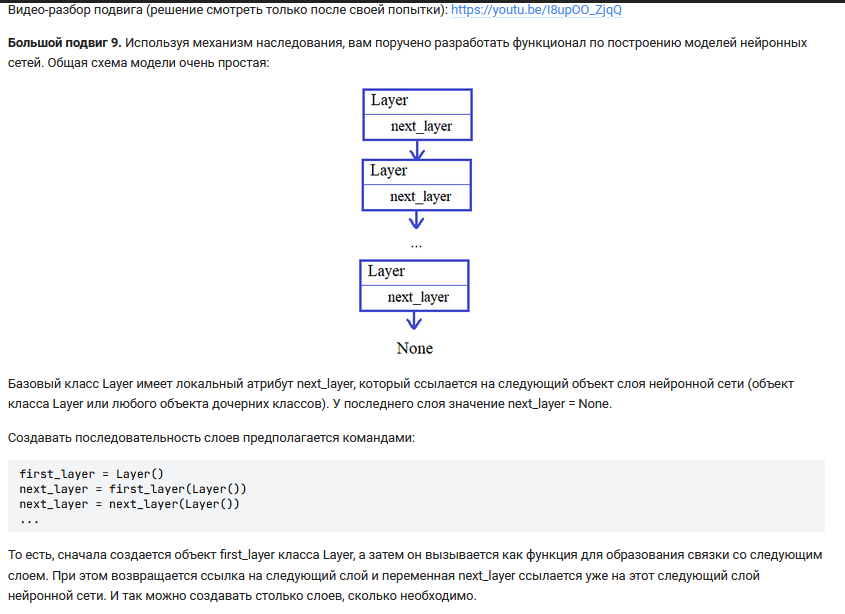 Видео-разбор подвига (решение смотреть только после своей попытки): https://youtu.be/I8upOO_ZjqQ
Большой подвиг 9. Используя механизм наследования, вам поручено разработать функционал по построению моделей нейронных
сетей. Общая схема модели очень простая:
Layer
next_layer
Layer
next_layer
...
Layer
next_layer
None
Базовый класс Layer имеет локальный атрибут next_layer, который ссылается на следующий объект слоя нейронной сети (объект
класса Layer или любого объекта дочерних классов). У последнего слоя значение next_layer = None.
Создавать последовательность слоев предполагается командами:
first_layer = Layer()
next_layer = first_layer(Layer())
next_layer = next_layer(Layer())
...
То есть, сначала создается объект first_layer класса Layer, а затем он вызывается как функция для образования связки со следующим
слоем. При этом возвращается ссылка на следующий слой и переменная next_layer ссылается уже на этот следующий слой
нейронной сети. И так можно создавать столько слоев, сколько необходимо.